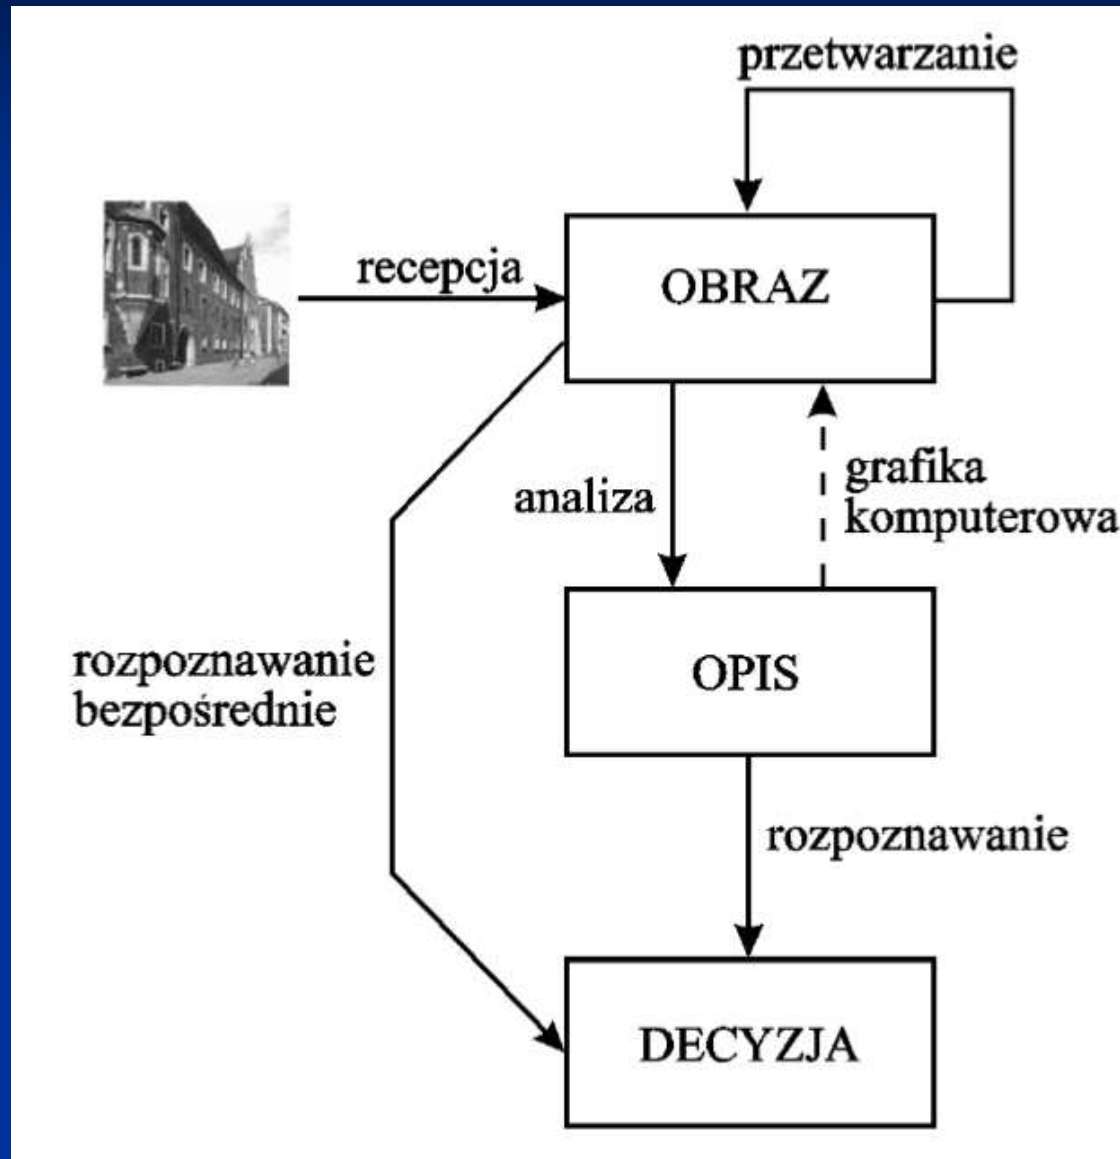 przetwarzanie
recepcja
OBRAZ
analiza
grafika
komputerowa
rozpoznawanie
bezpośrednie
OPIS
rozpoznawanie
DECYZJA